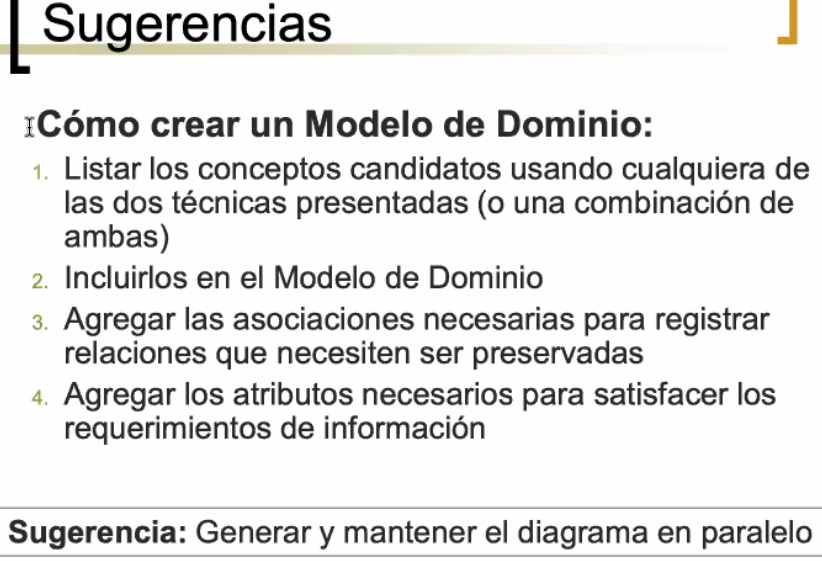 Sugerencias
Cómo crear un Modelo de Dominio:
1. Listar los conceptos candidatos usando cualquiera de
las dos técnicas presentadas (o una combinación de
ambas)
2. Incluirlos en el Modelo de Dominio
3. Agregar las asociaciones necesarias para registrar
relaciones que necesiten ser preservadas
4. Agregar los atributos necesarios para satisfacer los
requerimientos de información
Sugerencia: Generar y mantener el diagrama en paralelo